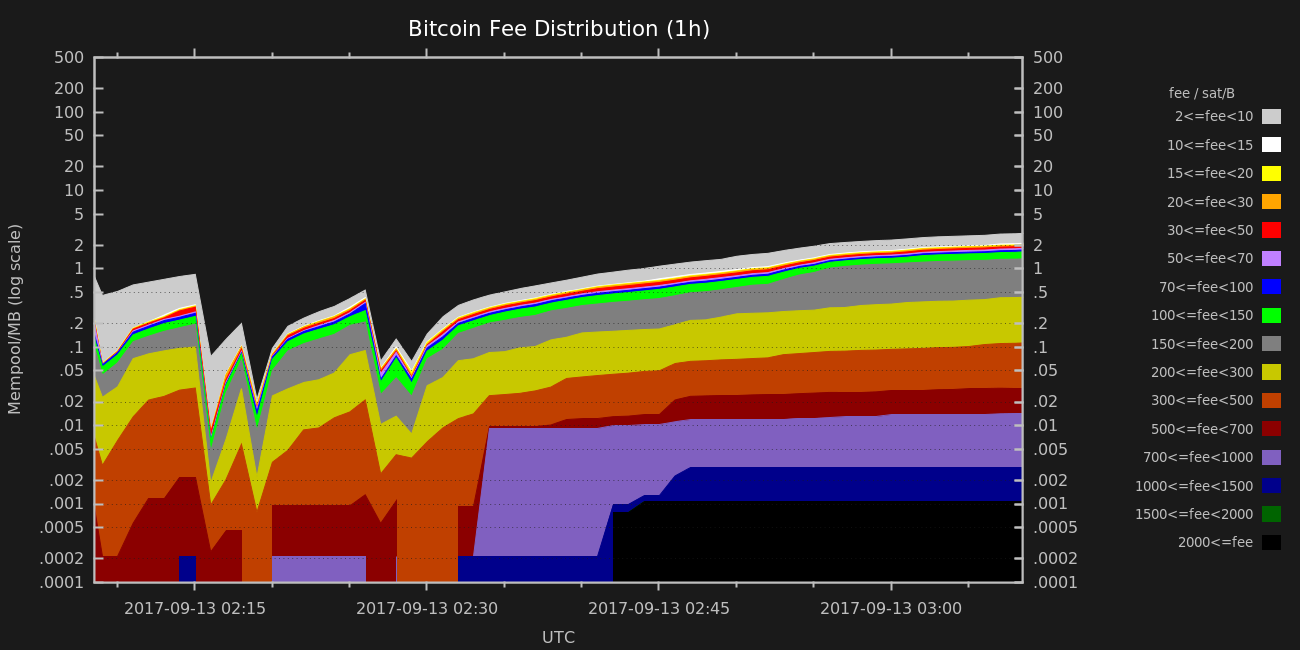 Bitcoin Fee Distribution (1h)
500 500
200 200
100 100
50 50
20 20
10 10
5 5
2 2
1 1
.5 .5
.2 .2
.1 .1
.05 .05
.02 .02
.01 .01
.005 .005
.002 .002
.001 .001
.0005 .0005
.0002 .0002
.0001 .0001
Mempool/MB (log scale)
2017-09-13 02:15 2017-09-13 02:30 2017-09-13 02:45 2017-09-13 03:00
UTC
fee / sat/B
2<=fee<10
10<=fee<15
15<=fee<20
20<=fee<30
30<=fee<50
50<=fee<70
70<=fee<100
100<=fee<150
150<=fee<200
200<=fee<300
300<=fee<500
500<=fee<700
700<=fee<1000
1000<=fee<1500
1500<=fee<2000
2000<=fee